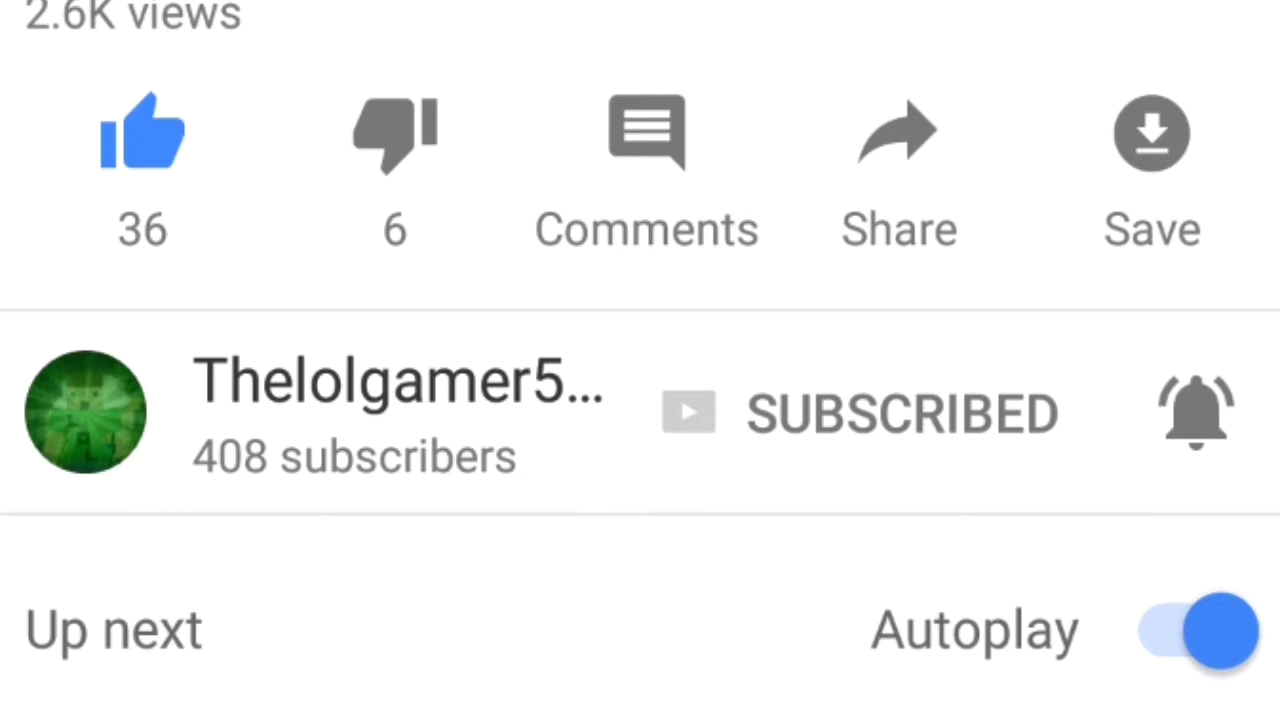 2.6K views
36 6 Comments Share Save
Thelolgamer5... SUBSCRIBED
408 subscribers
Up next Autoplay